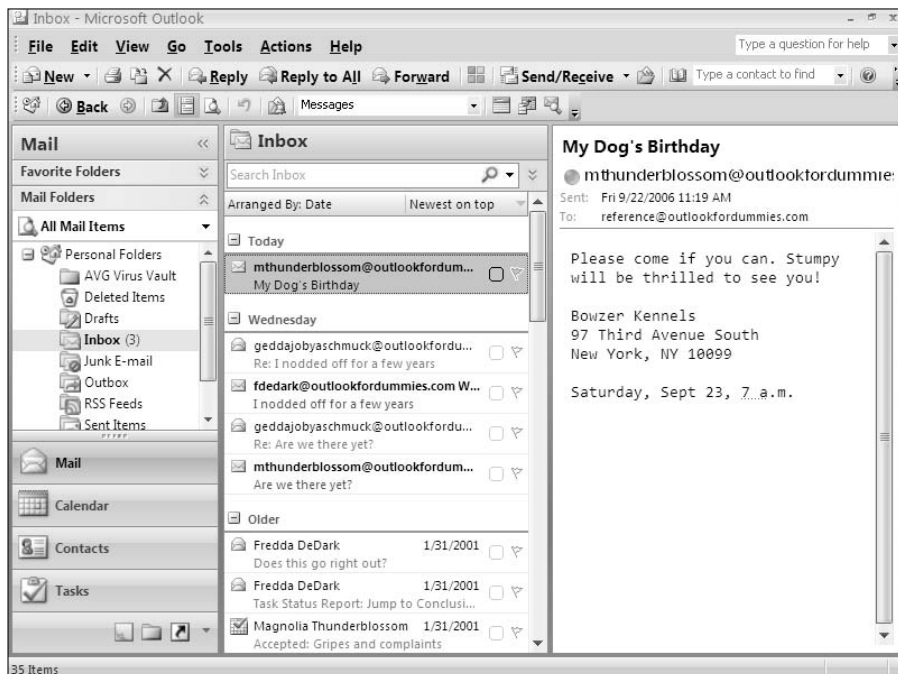 Inbox - Microsoft Outlook
File Edit View Go Tools Actions Help
Type a question for help
New Reply Reply to All Forward Send/Receive Type a contact to find
Back Messages
Mail
Favorite Folders
Mail Folders
All Mail Items
Personal Folders
AVG Virus Vault
Deleted Items
Drafts
Inbox (3)
Junk E-mail
Outbox
RSS Feeds
Sent Items
Mail
Calendar
Contacts
Tasks
Inbox
Search Inbox
Arranged By: Date Newest on top
Today
mthunderblossom@outlookfordum...
My Dog's Birthday
Wednesday
geddajobyaschmuck@outlookfordu...
Re: I nodded off for a few years
fdedark@outlookfordummies.com W...
I nodded off for a few years
geddajobyaschmuck@outlookfordu...
Re: Are we there yet?
mthunderblossom@outlookfordum...
Are we there yet?
Older
Fredda DeDark 1/31/2001
Does this go right out?
Fredda DeDark 1/31/2001
Task Status Report: Jump to Conclusi...
Magnolia Thunderblossom 1/31/2001
Accepted: Gripes and complaints
My Dog's Birthday
mthunderblossom@outlookfordummie
Sent: Fri 9/22/2006 11:19 AM
To: reference@outlookfordummies.com
Please come if you can. Stumpy
will be thrilled to see you!
Bowzer Kennels
97 Third Avenue South
New York, NY 10099
Saturday, Sept 23, 7 a.m.
35 Items